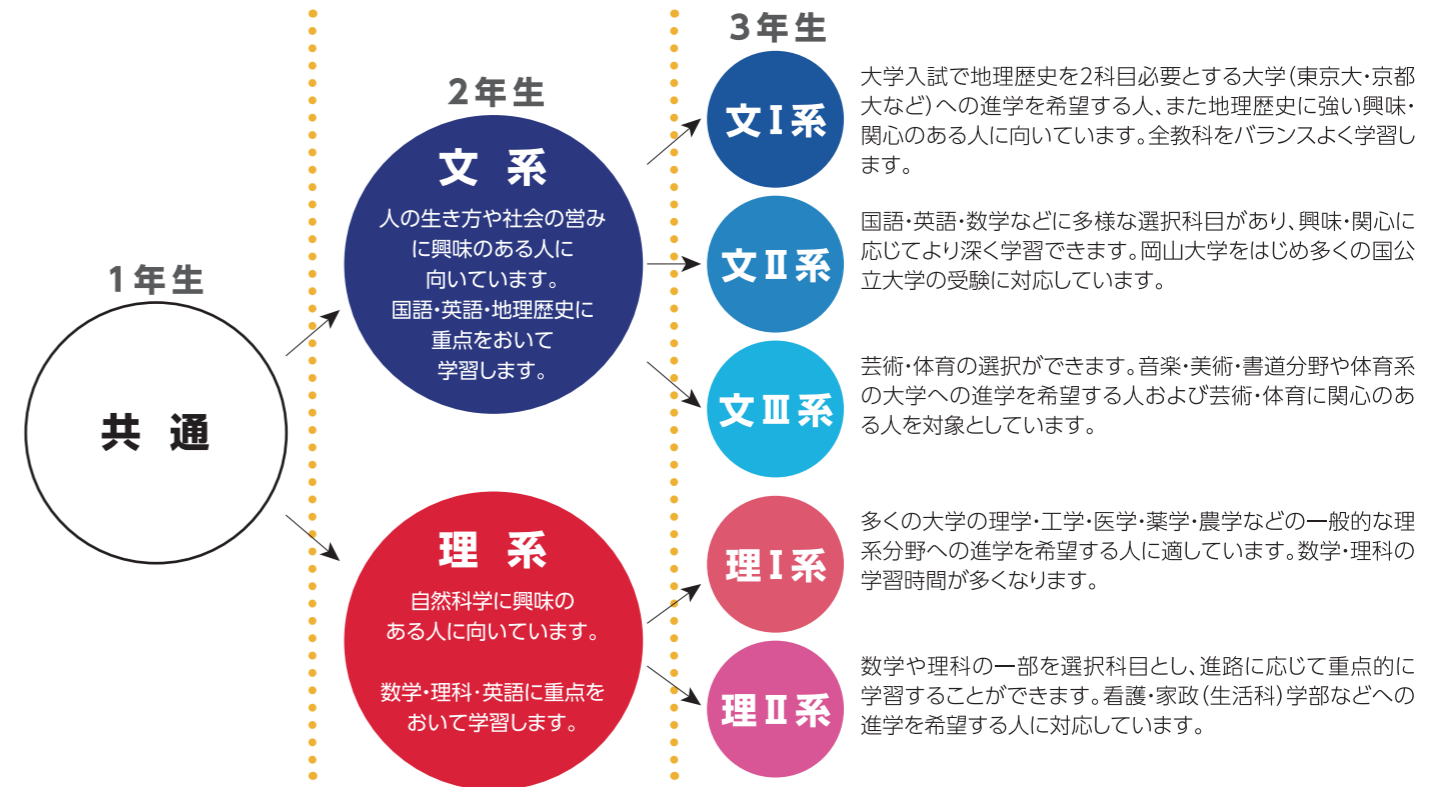 1年生
共通
2年生
文系
人の生き方や社会の営み
に興味のある人に
向いています。
国語・英語・地理歴史に
重点をおいて
学習します。
理系
自然科学に興味の
ある人に向いています。
数学・理科・英語に重点を
おいて学習します。
3年生
文Ⅰ系
大学入試で地理歴史を2科目必要とする大学(東京大・京都
大など)への進学を希望する人、また地理歴史に強い興味・
関心のある人に向いています。全教科をバランスよく学習し
ます。
文Ⅱ系
国語・英語・数学などに多様な選択科目があり、興味・関心に
応じてより深く学習できます。岡山大学をはじめ多くの国公
立大学の受験に対応しています。
文Ⅲ系
芸術・体育の選択ができます。音楽・美術・書道分野や体育系
の大学への進学を希望する人および芸術・体育に関心のあ
る人を対象としています。
理Ⅰ系
多くの大学の理学・工学・医学・薬学・農学などの一般的な理
系分野への進学を希望する人に適しています。数学・理科の
学習時間が多くなります。
理Ⅱ系
数学や理科の一部を選択科目とし、進路に応じて重点的に
学習することができます。看護・家政(生活科)学部などへの
進学を希望する人に対応しています。